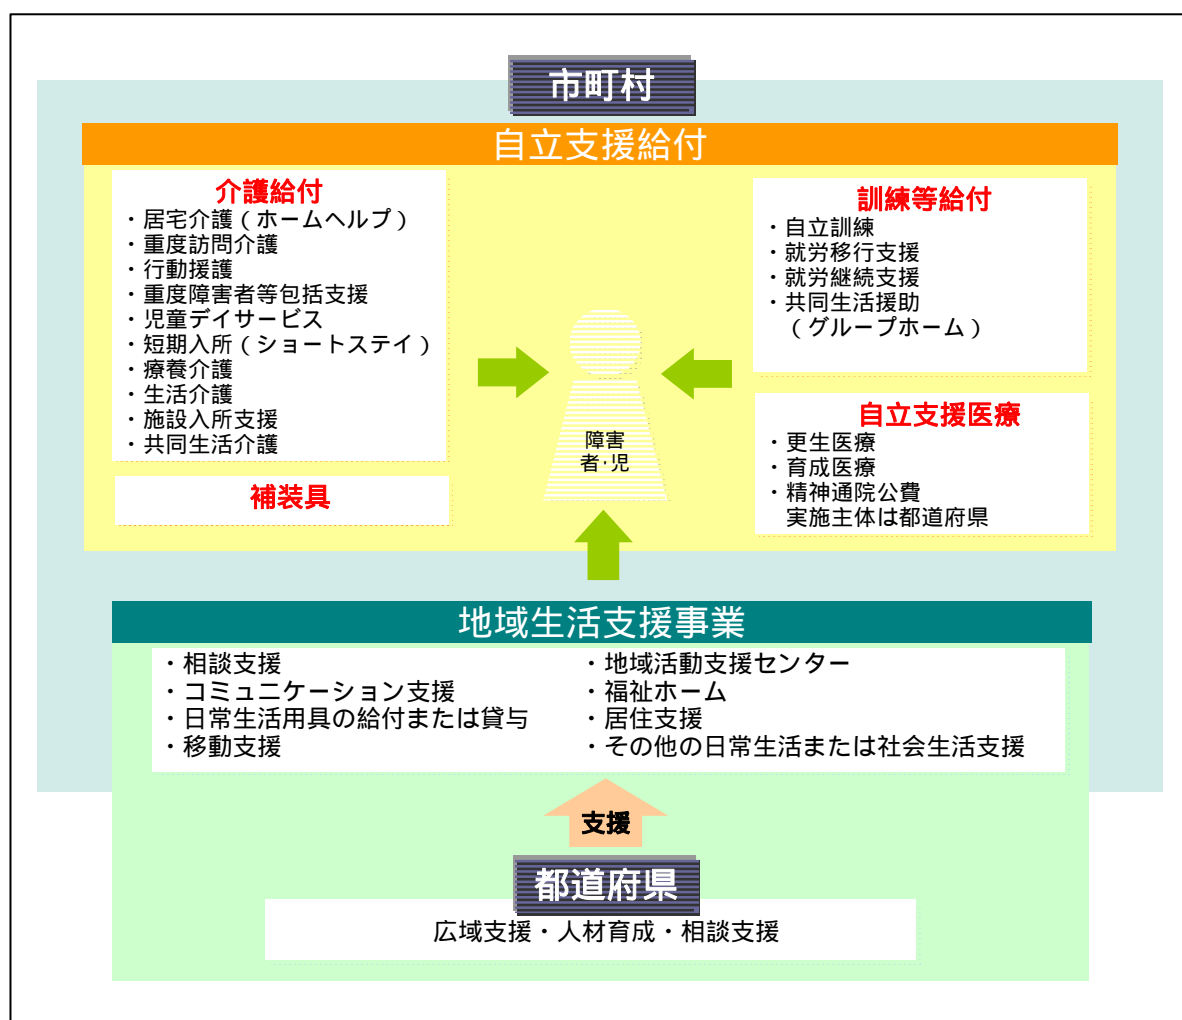 市町村
自立支援給付
介護給付
・居宅介護（ホームヘルプ）
・重度訪問介護
・行動援護
・重度障害者等包括支援
・児童デイサービス
・短期入所（ショートステイ）
・療養介護
・生活介護
・施設入所支援
・共同生活介護
補装具
訓練等給付
・自立訓練
・就労移行支援
・就労継続支援
・共同生活援助
（グループホーム）
自立支援医療
・更生医療
・育成医療
・精神通院公費
実施主体は都道府県
障害
者・児
地域生活支援事業
・相談支援
・コミュニケーション支援
・日常生活用具の給付または貸与
・移動支援
・地域活動支援センター
・福祉ホーム
・居住支援
・その他の日常生活または社会生活支援
支援
都道府県
広域支援・人材育成・相談支援